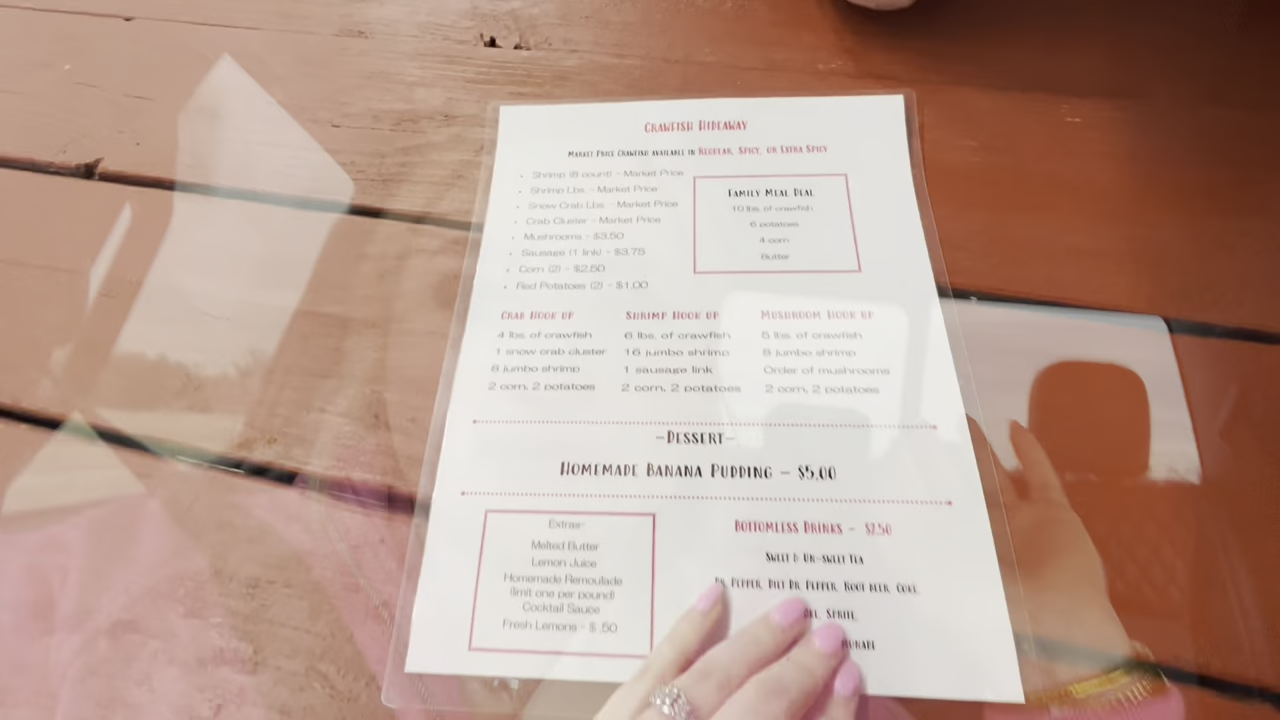 CRAWFISH HIDEAWAY
MARKET PRICE CRAWFISH AVAILABLE IN REGULAR, SPICY, OR EXTRA SPICY
Shrimp (8 count) - Market Price
Shrimp Lbs. - Market Price
Snow Crab Lbs - Market Price
Crab Cluster - Market Price
Mushrooms - $3.50
Sausage (1 link) - $3.75
Corn (2) - $2.50
Red Potatoes (2) - $1.00
FAMILY MEAL DEAL
10 lbs. of crawfish
6 potatoes
4 corn
Butter
CRAB HOOK UP
4 lbs. of crawfish
1 snow crab cluster
8 jumbo shrimp
2 corn, 2 potatoes
SHRIMP HOOK UP
6 lbs. of crawfish
16 jumbo shrimp
1 sausage link
2 corn, 2 potatoes
MUSHROOM HOOK UP
5 lbs. of crawfish
8 jumbo shrimp
Order of mushrooms
2 corn, 2 potatoes
-DESSERT-
HOMEMADE BANANA PUDDING - $5.00
Extras-
Melted Butter
Lemon Juice
Homemade Remoulade
(limit one per pound)
Cocktail Sauce
Fresh Lemons - $ .50
BOTTOMLESS DRINKS - $2.50
SWEET & UN-SWEET TEA
DR. PEPPER, DIET DR. PEPPER, ROOT BEER, COKE,
SPRITE,